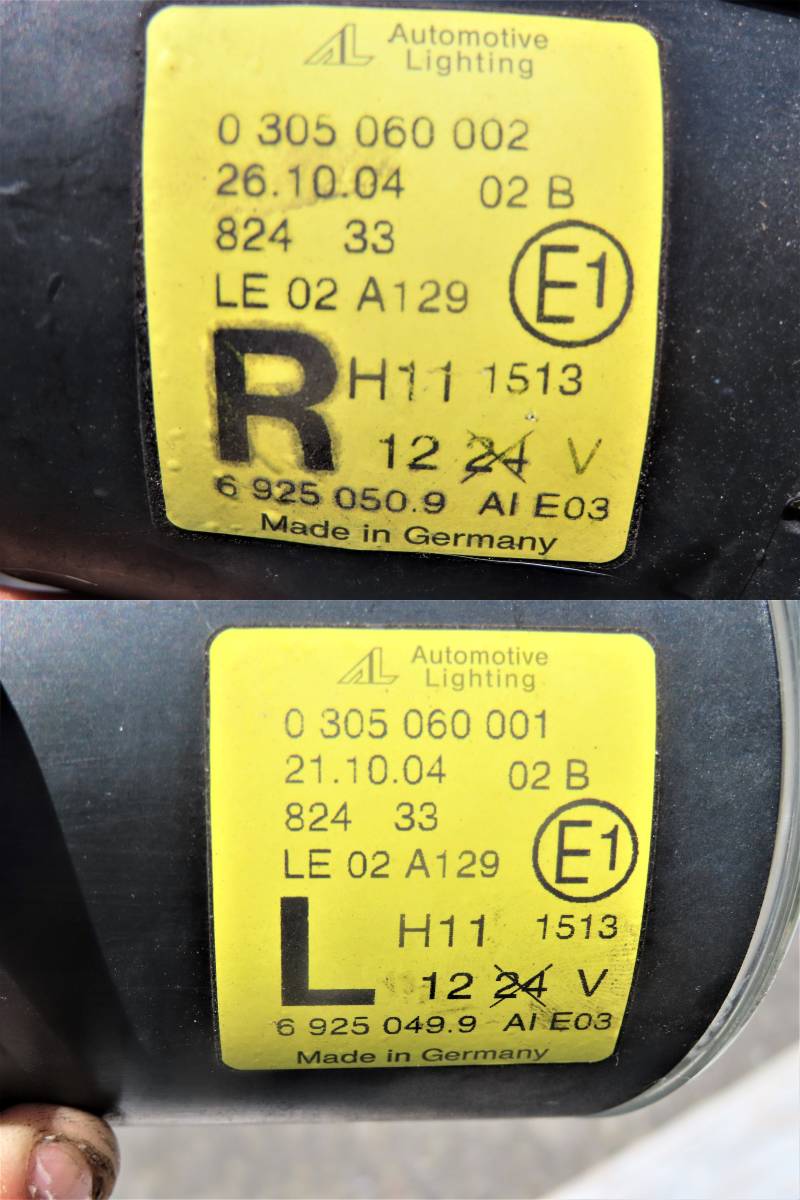 AL Automotive
Lighting
0 305 060 002
26.10.04 02 B
824 33
LE 02 A129 E1
R H11 1513
12 24 V
6 925 050.9 AI E03
Made in Germany
AL Automotive
Lighting
0 305 060 001
21.10.04 02 B
824 33
LE 02 A129 E1
L H11 1513
12 24 V
6 925 049.9 AI E03
Made in Germany